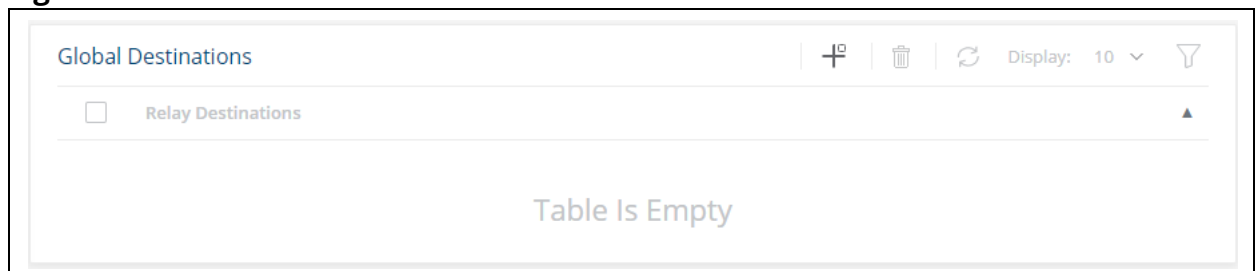 Global Destinations Display: 10
Relay Destinations
Table Is Empty